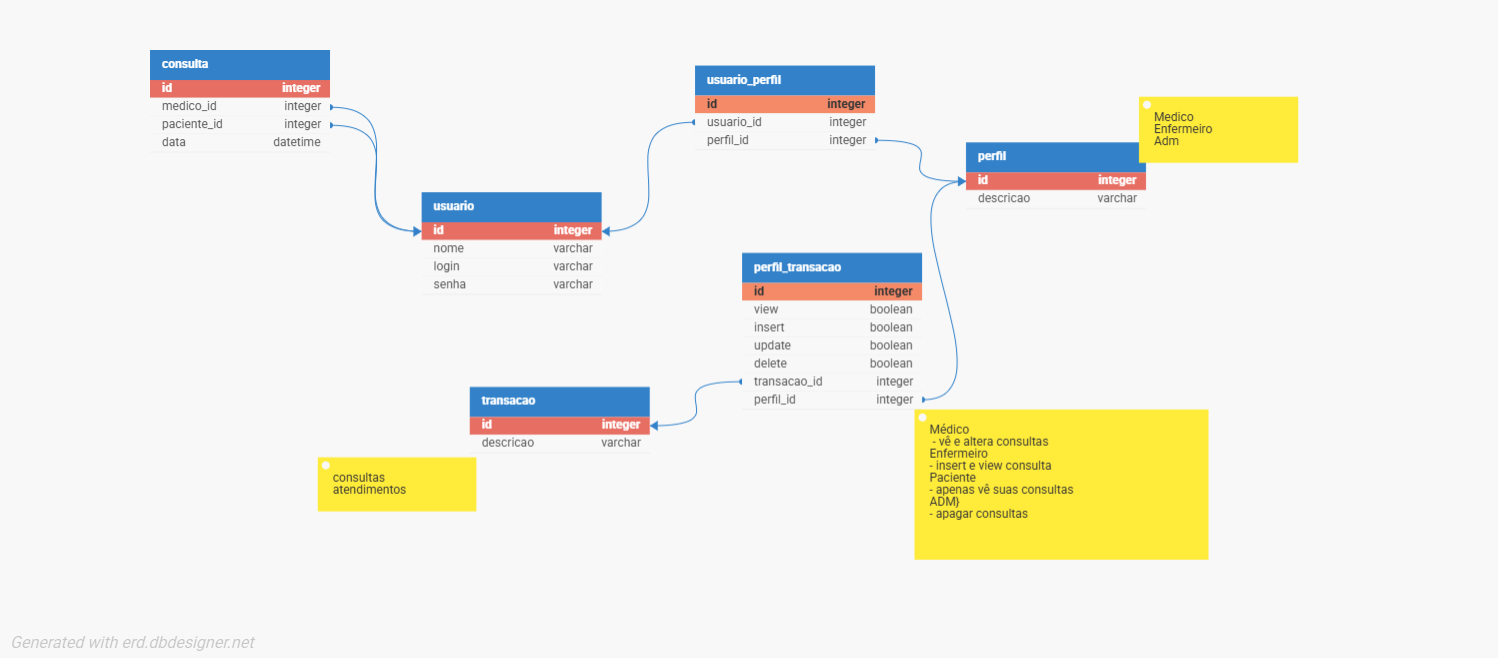 consulta
id integer
medico_id integer
paciente_id integer
data datetime
usuario_perfil
id integer
usuario_id integer
perfil_id integer
Medico
Enfermeiro
Adm
perfil
id integer
descricao varchar
usuario
id integer
nome varchar
login varchar
senha varchar
perfil_transacao
id integer
view boolean
insert boolean
update boolean
delete boolean
transacao_id integer
perfil_id integer
transacao
id integer
descricao varchar
consultas
atendimentos
Médico
- vê e altera consultas
Enfermeiro
- insert e view consulta
Paciente
- apenas vê suas consultas
ADM}
- apagar consultas
Generated with erd.dbdesigner.net